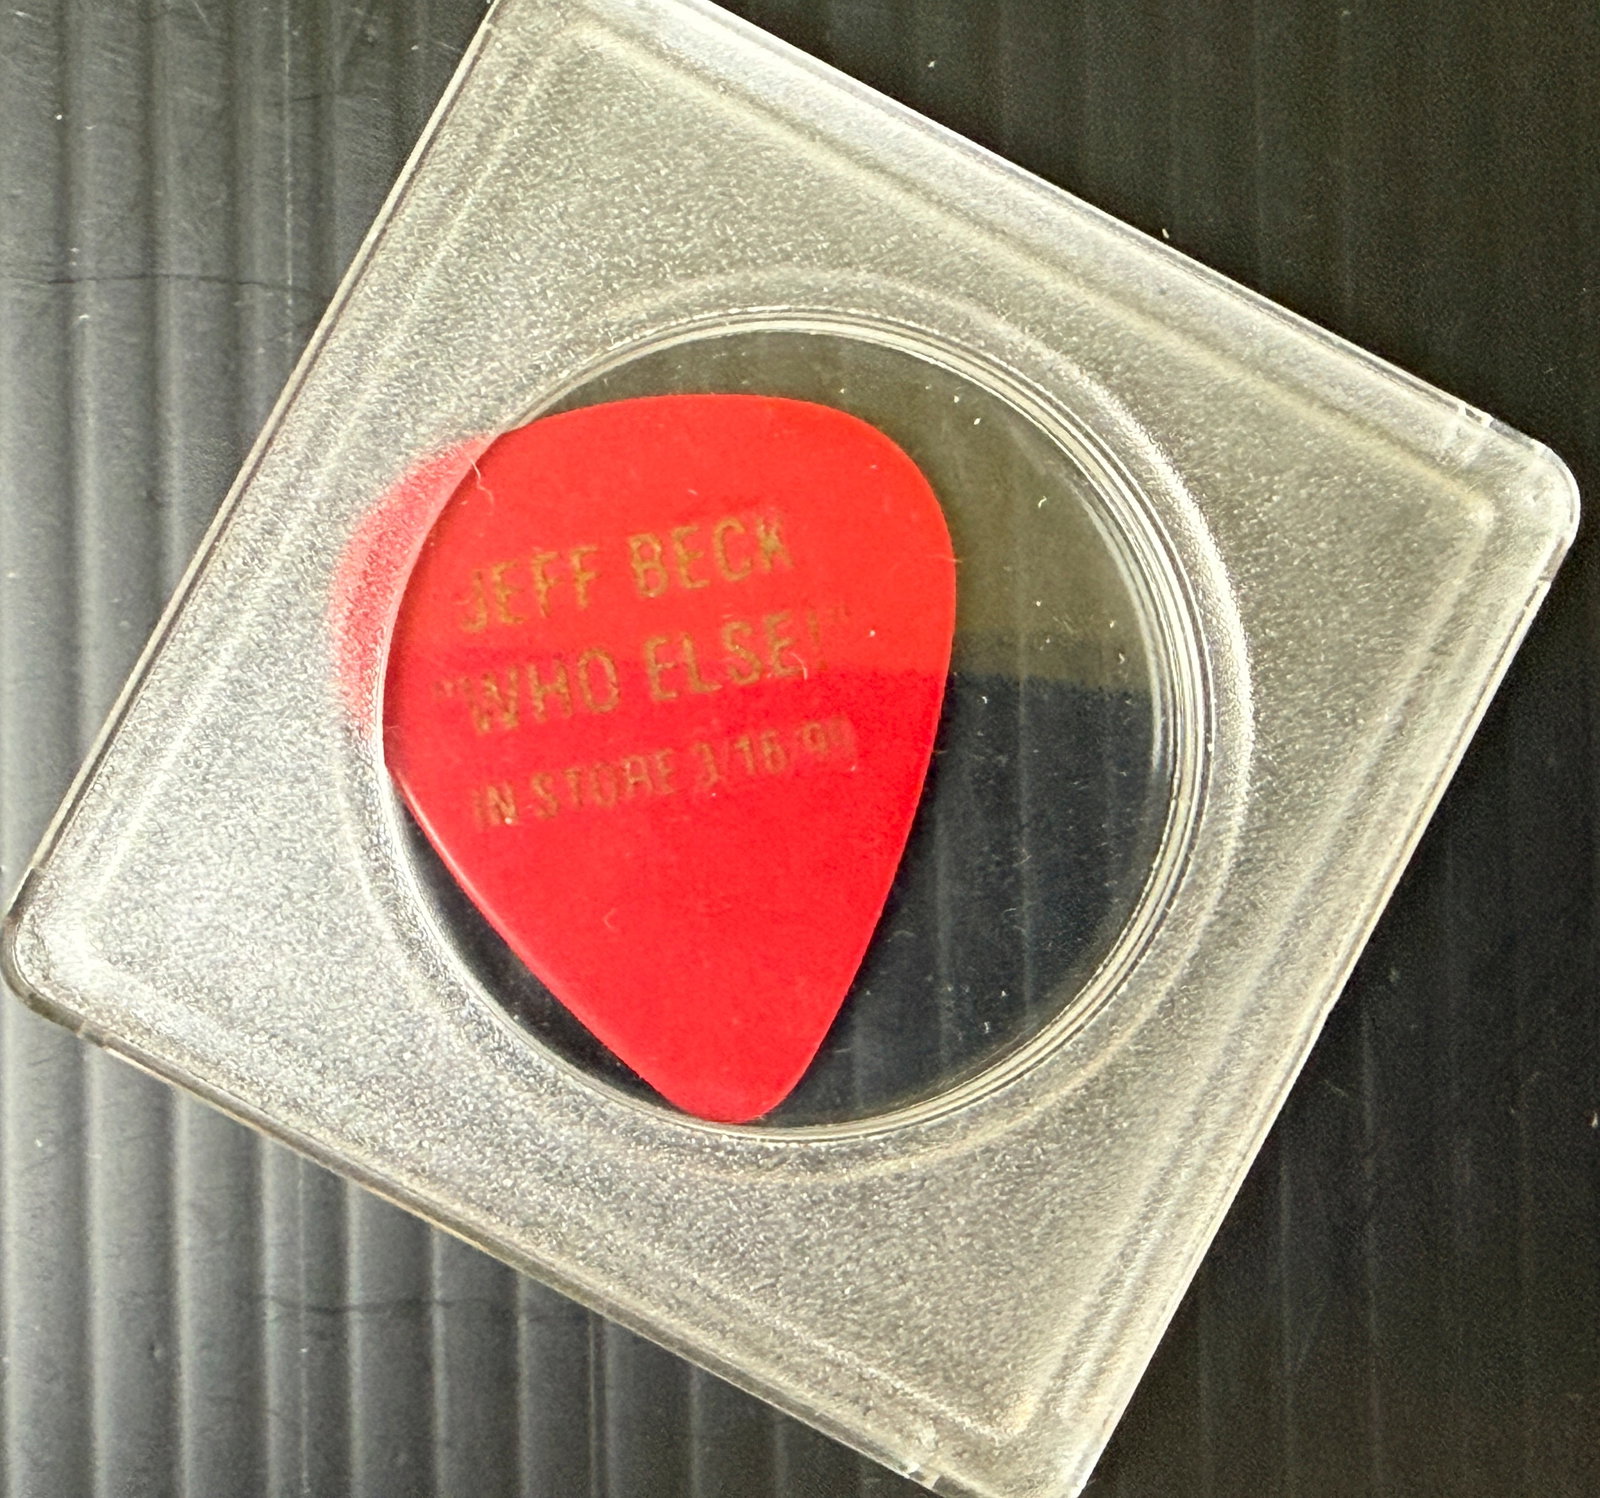 JEFF BECK
"WHO ELSE!"
IN STORE 3/16/99